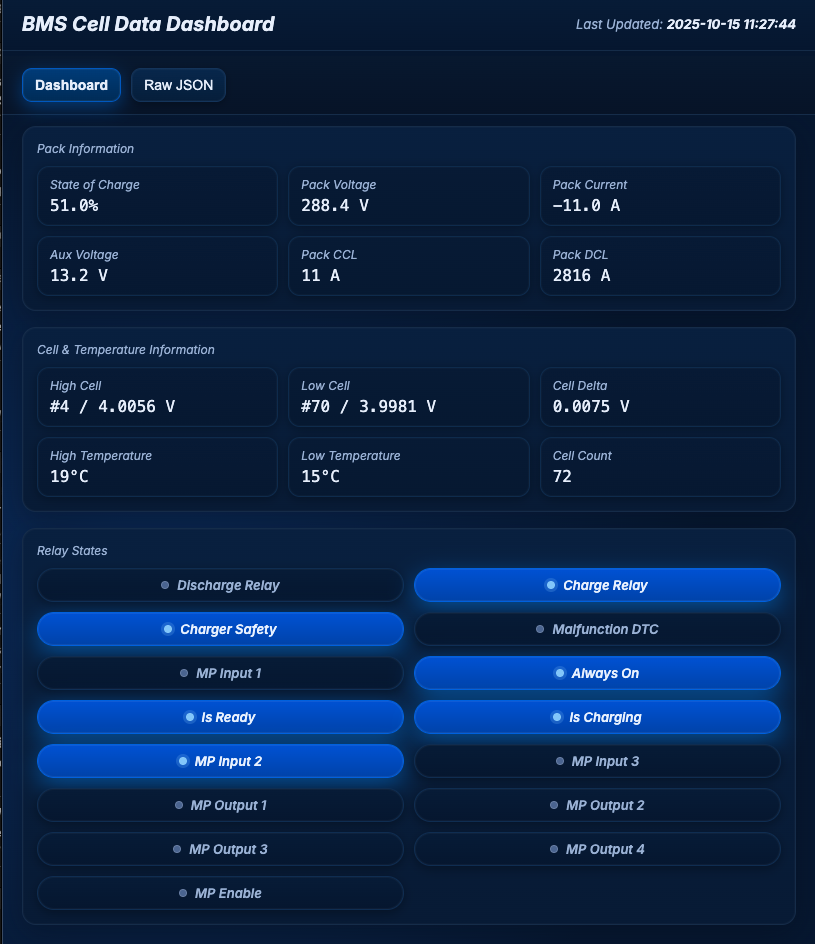 BMS Cell Data Dashboard
Last Updated: 2025-10-15 11:27:44
Dashboard
Raw JSON
Pack Information
State of Charge
51.0%
Pack Voltage
288.4 V
Pack Current
−11.0 A
Aux Voltage
13.2 V
Pack CCL
11 A
Pack DCL
2816 A
Cell & Temperature Information
High Cell
#4 / 4.0056 V
Low Cell
#70 / 3.9981 V
Cell Delta
0.0075 V
High Temperature
19°C
Low Temperature
15°C
Cell Count
72
Relay States
Discharge Relay
Charge Relay
Charger Safety
Malfunction DTC
MP Input 1
Always On
Is Ready
Is Charging
MP Input 2
MP Input 3
MP Output 1
MP Output 2
MP Output 3
MP Output 4
MP Enable